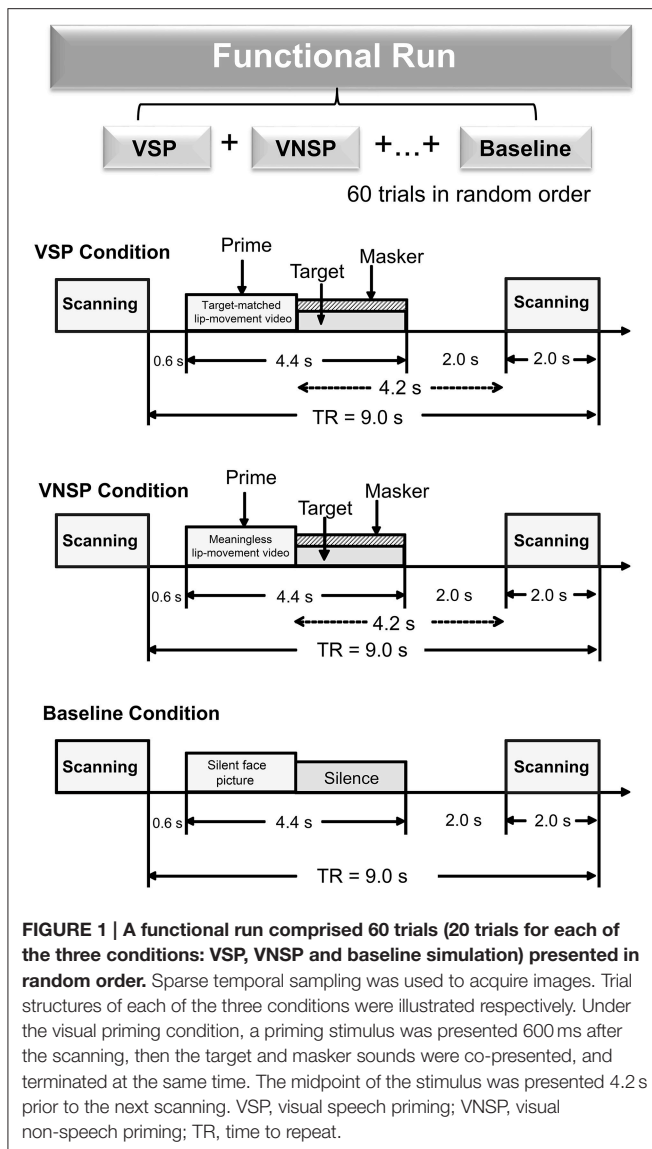 Functional Run
VSP + VNSP +...+ Baseline
60 trials in random order
VSP Condition
Prime
Target
Masker
Scanning
Target-matched
lip-movement video
Scanning
0.6 s 4.4 s 2.0 s 2.0 s
4.2 s
TR = 9.0 s
VNSP Condition
Prime
Target
Masker
Scanning
Meaningless
lip-movement video
Scanning
0.6 s 4.4 s 2.0 s 2.0 s
4.2 s
TR = 9.0 s
Baseline Condition
Scanning
Silent face
picture
Silence
Scanning
0.6 s 4.4 s 2.0 s 2.0 s
TR = 9.0 s
FIGURE 1 | A functional run comprised 60 trials (20 trials for each of
the three conditions: VSP, VNSP and baseline simulation) presented in
random order. Sparse temporal sampling was used to acquire images. Trial
structures of each of the three conditions were illustrated respectively. Under
the visual priming condition, a priming stimulus was presented 600 ms after
the scanning, then the target and masker sounds were co-presented, and
terminated at the same time. The midpoint of the stimulus was presented 4.2 s
prior to the next scanning. VSP, visual speech priming; VNSP, visual
non-speech priming; TR, time to repeat.